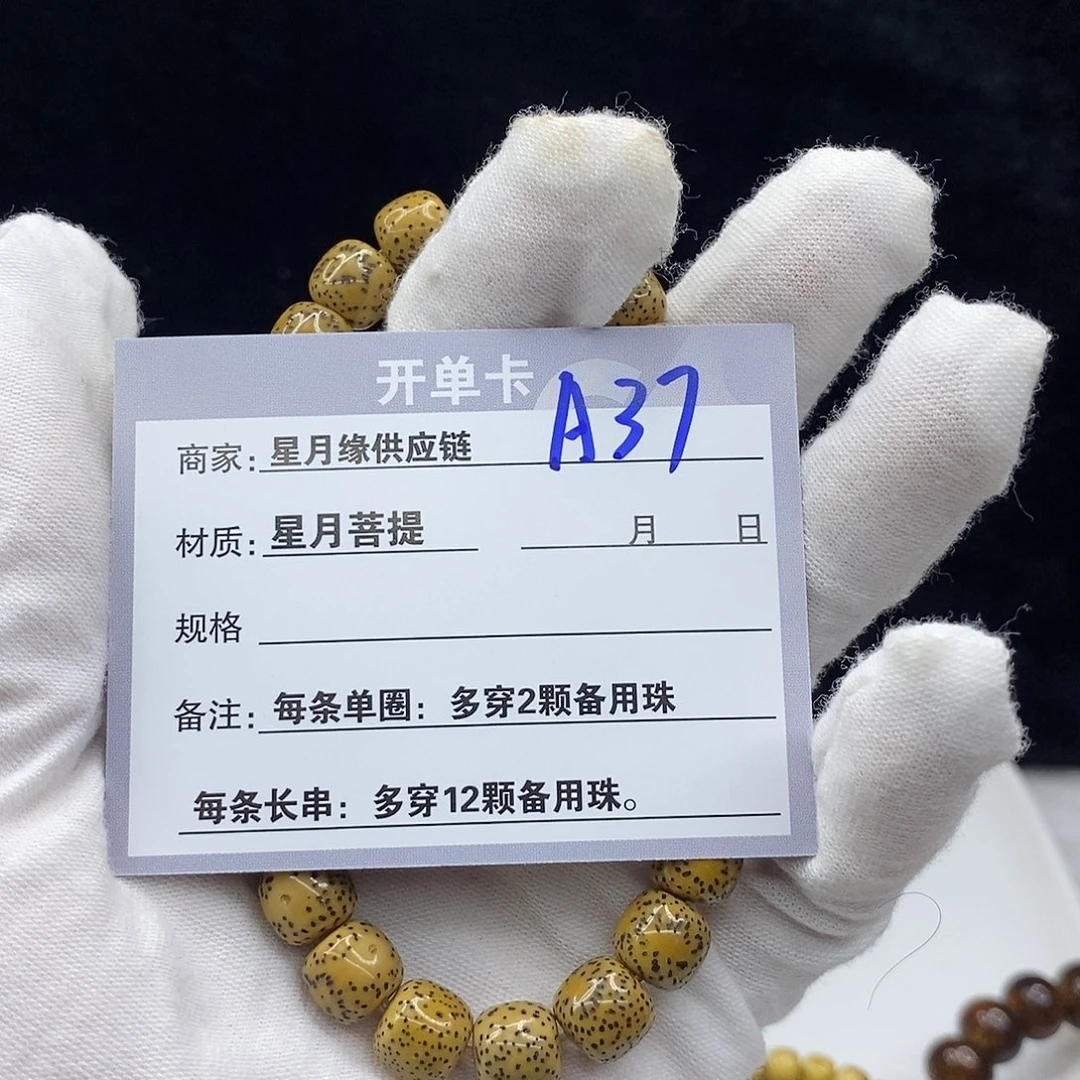 开单卡 A37
商家：星月缘供应链
材质：星月菩提 月 日
规格
备注：每条单圈：多穿2颗备用珠
每条长串：多穿12颗备用珠。